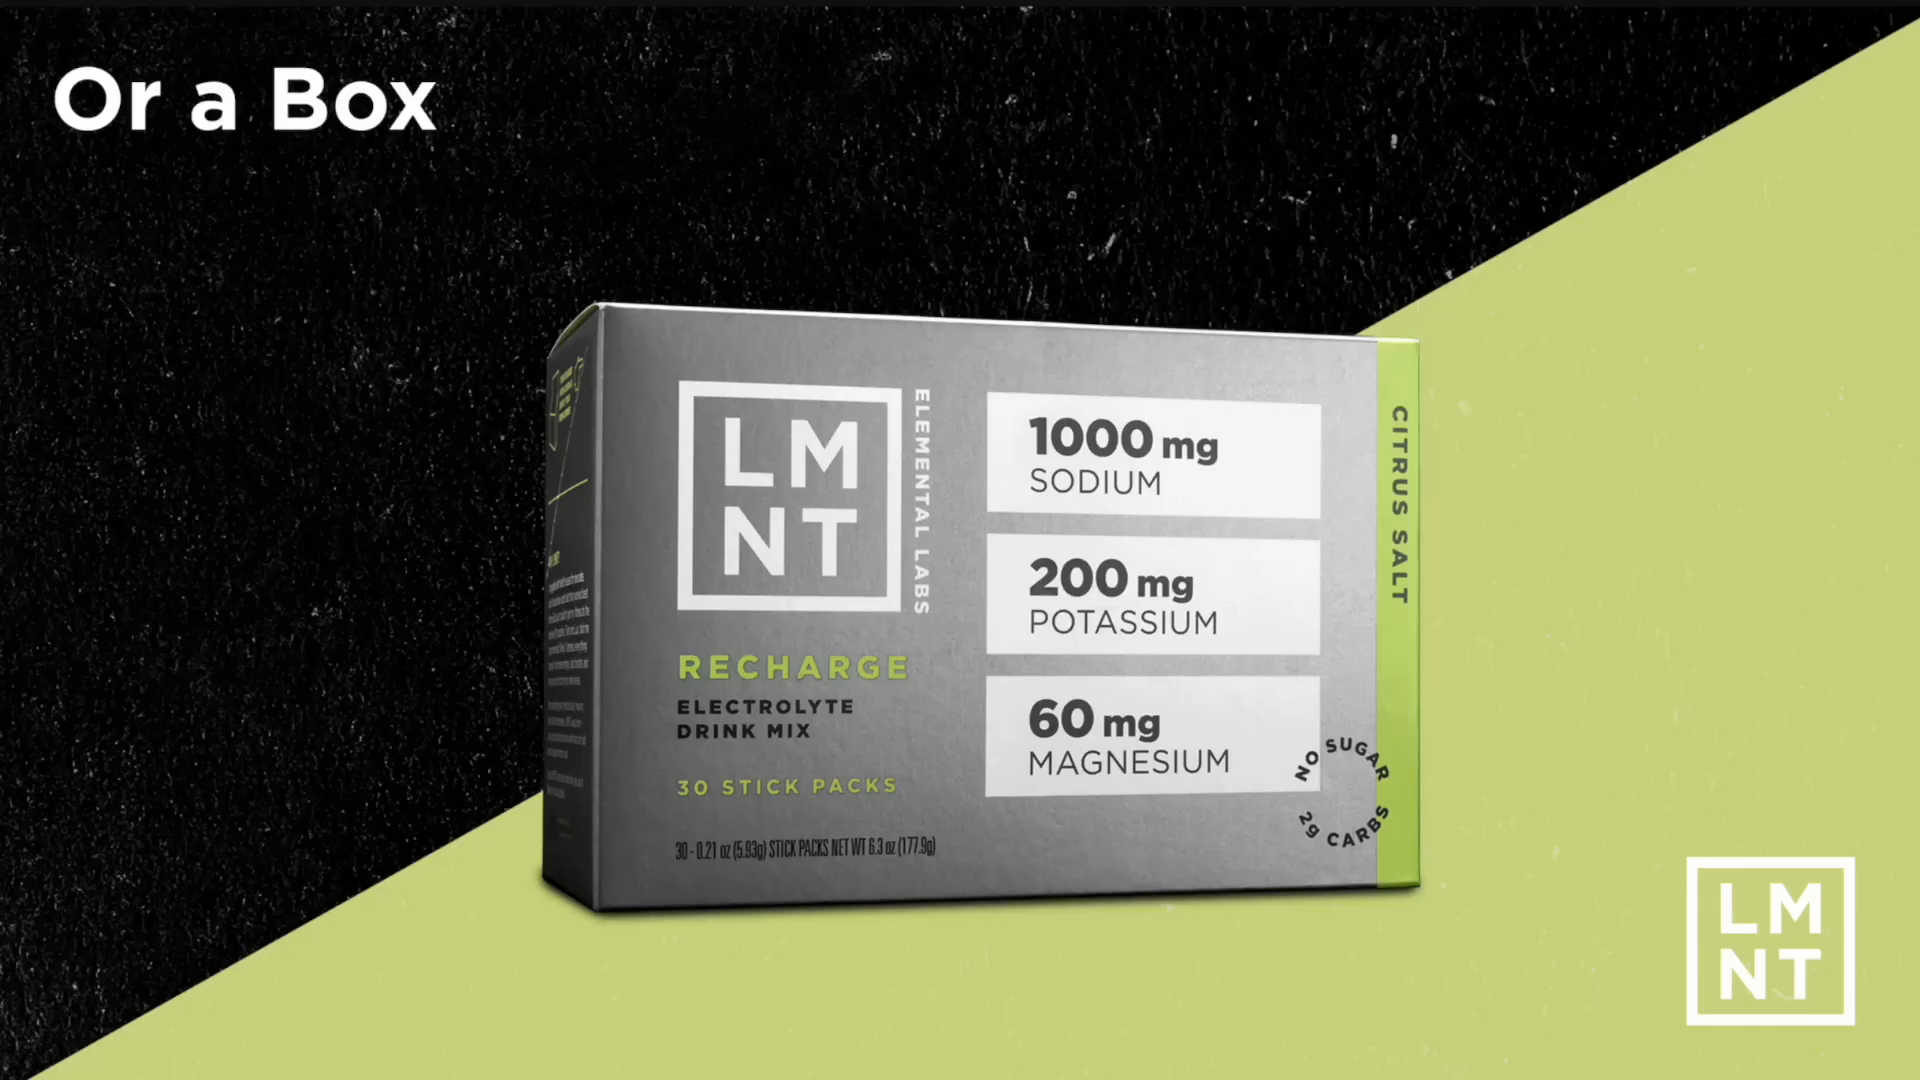 Or a Box
LM
NT
ELEMENTAL LABS
RECHARGE
ELECTROLYTE
DRINK MIX
30 STICK PACKS
30 - 0.21 oz (5.93g) STICK PACKS NET WT 6.3 oz (177.9g)
1000 mg
SODIUM
200 mg
POTASSIUM
60 mg
MAGNESIUM
NO SUGAR
2g CARBS
CITRUS SALT
LM
NT